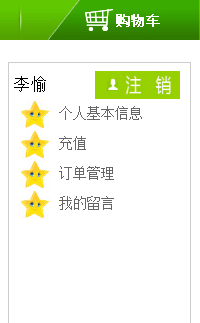 购物车
李愉 注 销
个人基本信息
充值
订单管理
我的留言